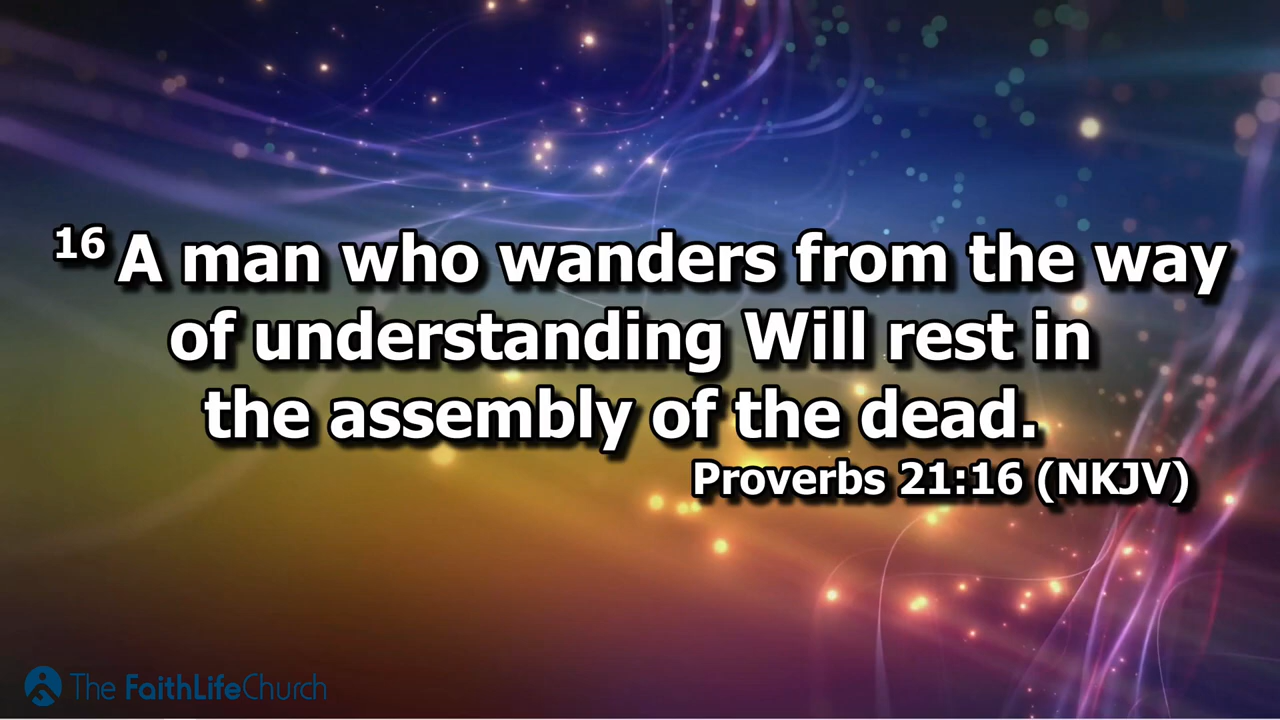 16 A man who wanders from the way
of understanding Will rest in
the assembly of the dead.
Proverbs 21:16 (NKJV)
The FaithLifeChurch